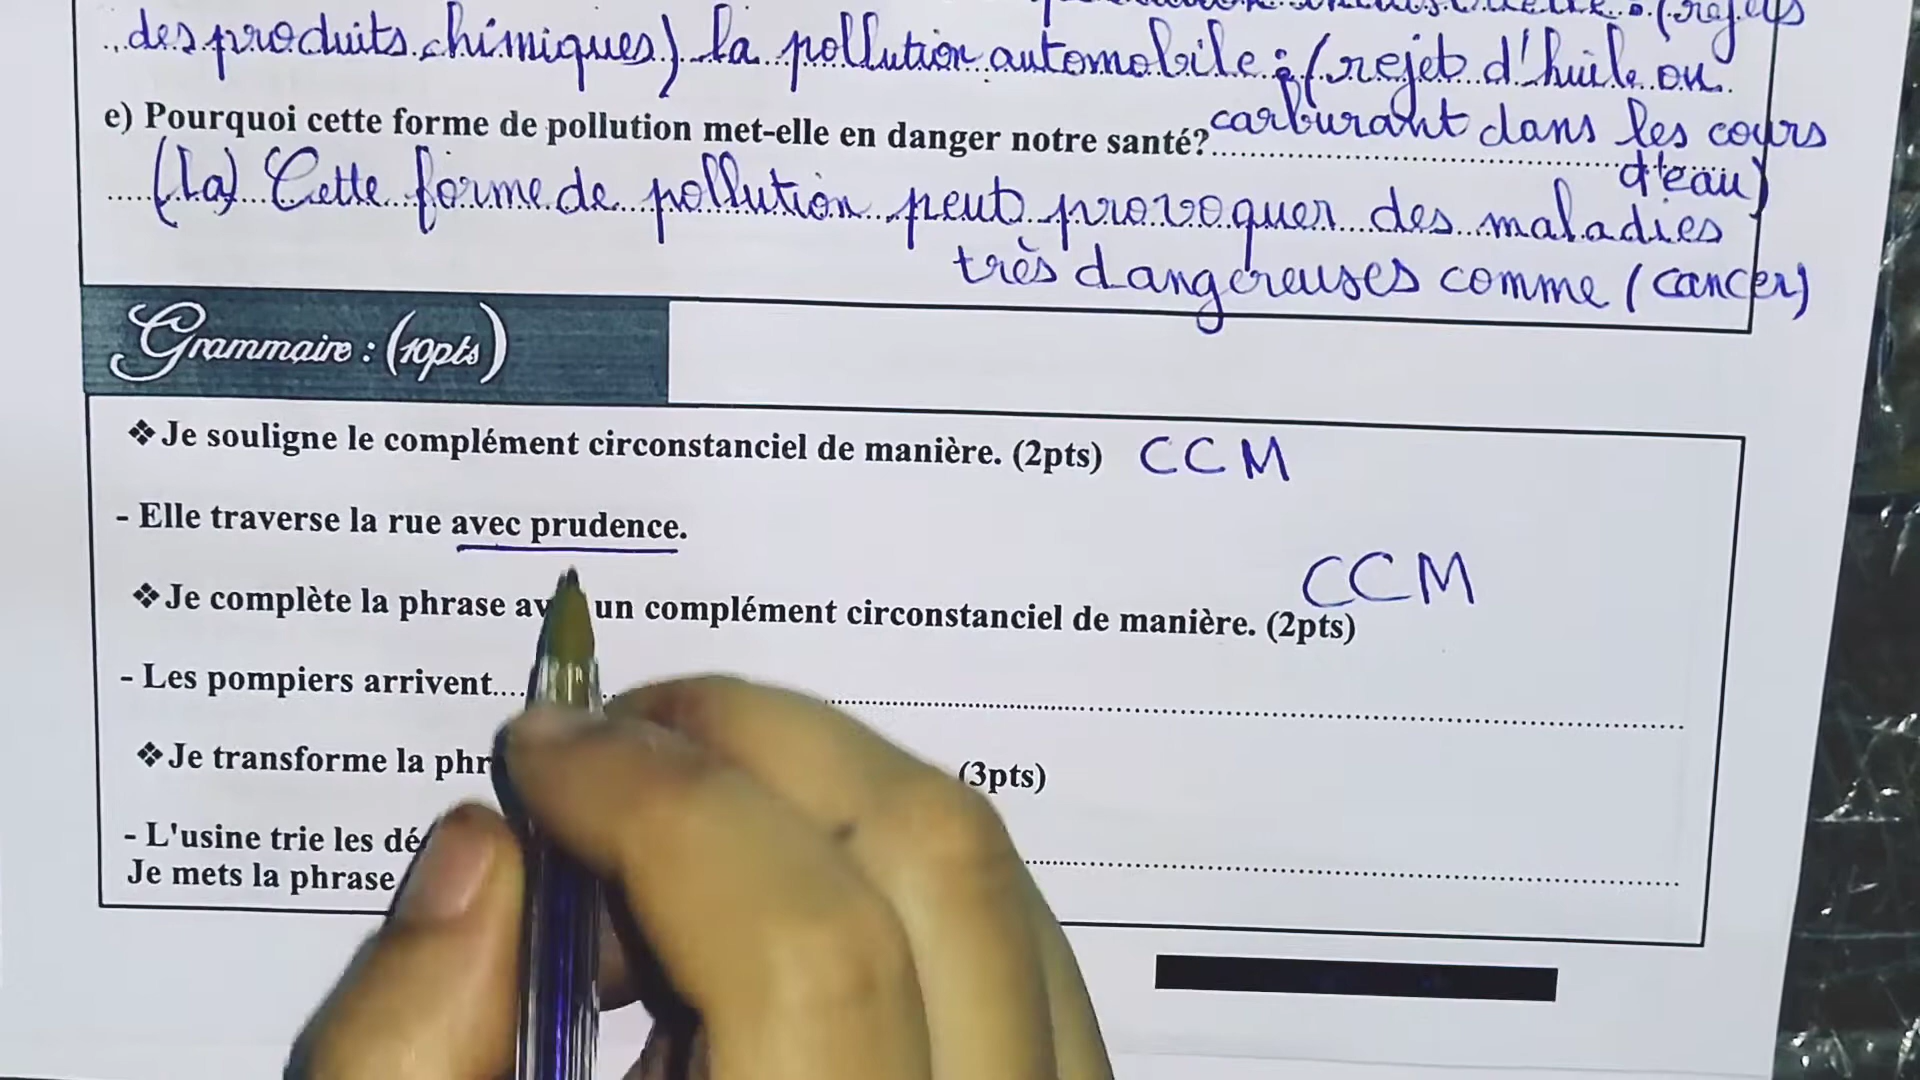 des produits chimiques) la pollution automobile : (rejet d'huile ou
e) Pourquoi cette forme de pollution met-elle en danger notre santé?........ carburant dans les cours
d'eau)
(la) Cette forme de pollution peut provoquer des maladies
très dangereuses comme (cancer)
Grammaire : (10pts)
❖Je souligne le complément circonstanciel de manière. (2pts) CCM
- Elle traverse la rue avec prudence.
CCM
❖Je complète la phrase un complément circonstanciel de manière. (2pts)
- Les pompiers arrivent........
❖Je transforme la (3pts)
- L'usine trie les
Je mets la phrase